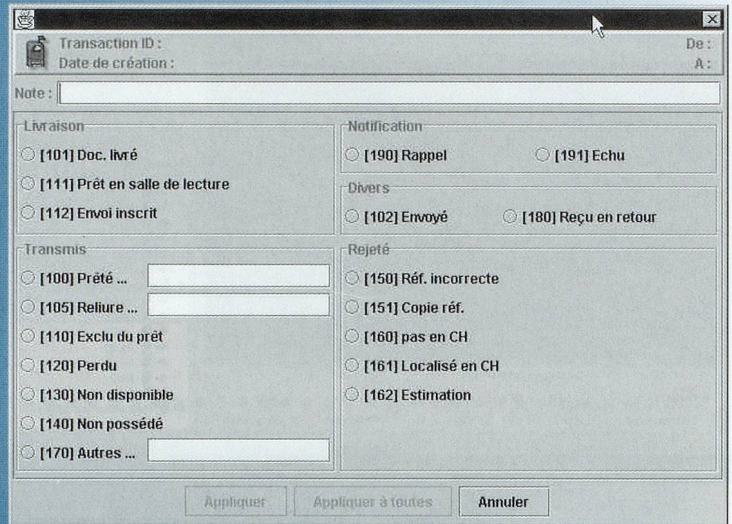 Transaction ID :
De :
Date de création :
A :
Note :
Livraison
[101] Doc. livré
[111] Prêt en salle de lecture
[112] Envoi inscrit
Notification
[190] Rappel
[191] Echu
Divers
[102] Envoyé
[180] Reçu en retour
Transmis
[100] Prêté ...
[105] Reliure ...
[110] Exclu du prêt
[120] Perdu
[130] Non disponible
[140] Non possédé
[170] Autres ...
Rejeté
[150] Réf. incorrecte
[151] Copie réf.
[160] pas en CH
[161] Localisé en CH
[162] Estimation
Appliquer
Appliquer à toutes
Annuler